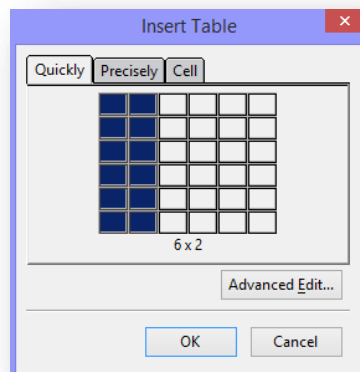 Insert Table
Quickly Precisely Cell
6 x 2
Advanced Edit...
OK Cancel